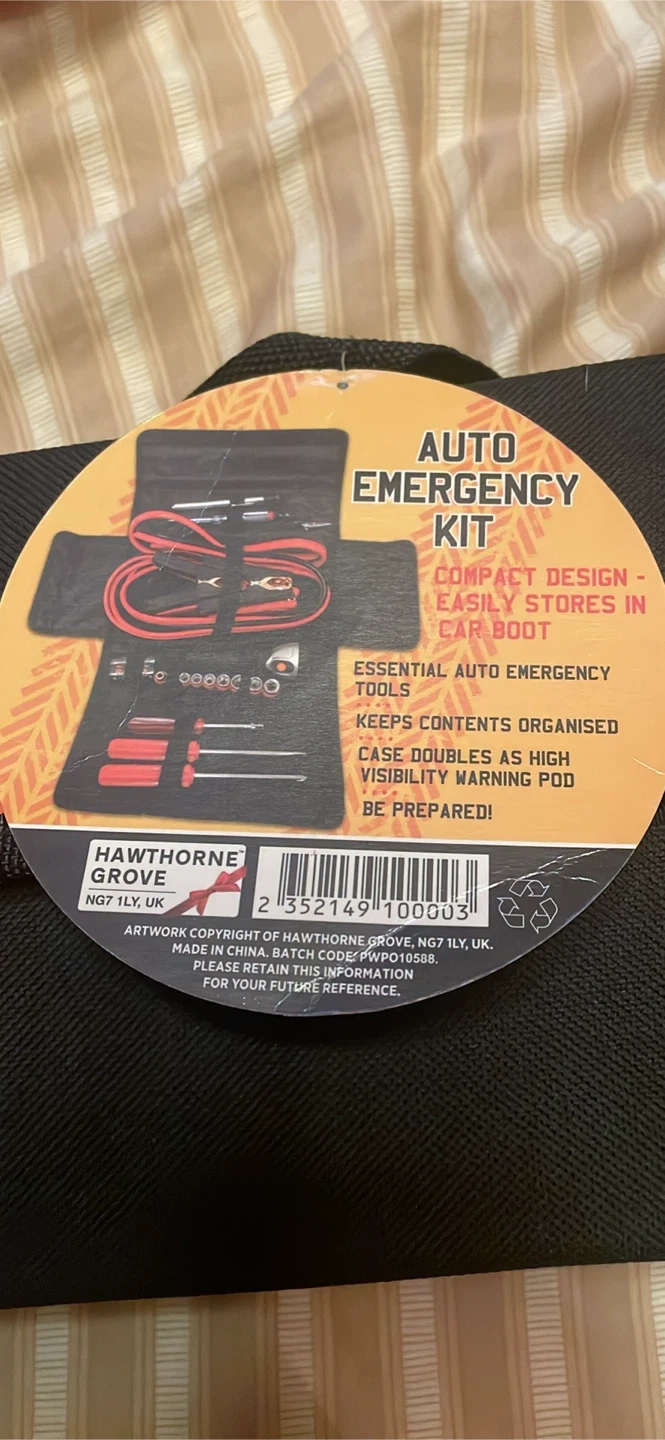 AUTO
EMERGENCY
KIT
COMPACT DESIGN -
EASILY STORES IN
CAR BOOT
ESSENTIAL AUTO EMERGENCY
TOOLS
KEEPS CONTENTS ORGANISED
CASE DOUBLES AS HIGH
VISIBILITY WARNING POD
BE PREPARED!
HAWTHORNE™
GROVE
NG7 1LY, UK
2 352149 100003
ARTWORK COPYRIGHT OF HAWTHORNE GROVE, NG7 1LY, UK.
MADE IN CHINA. BATCH CODE: PWPO10588.
PLEASE RETAIN THIS INFORMATION
FOR YOUR FUTURE REFERENCE.